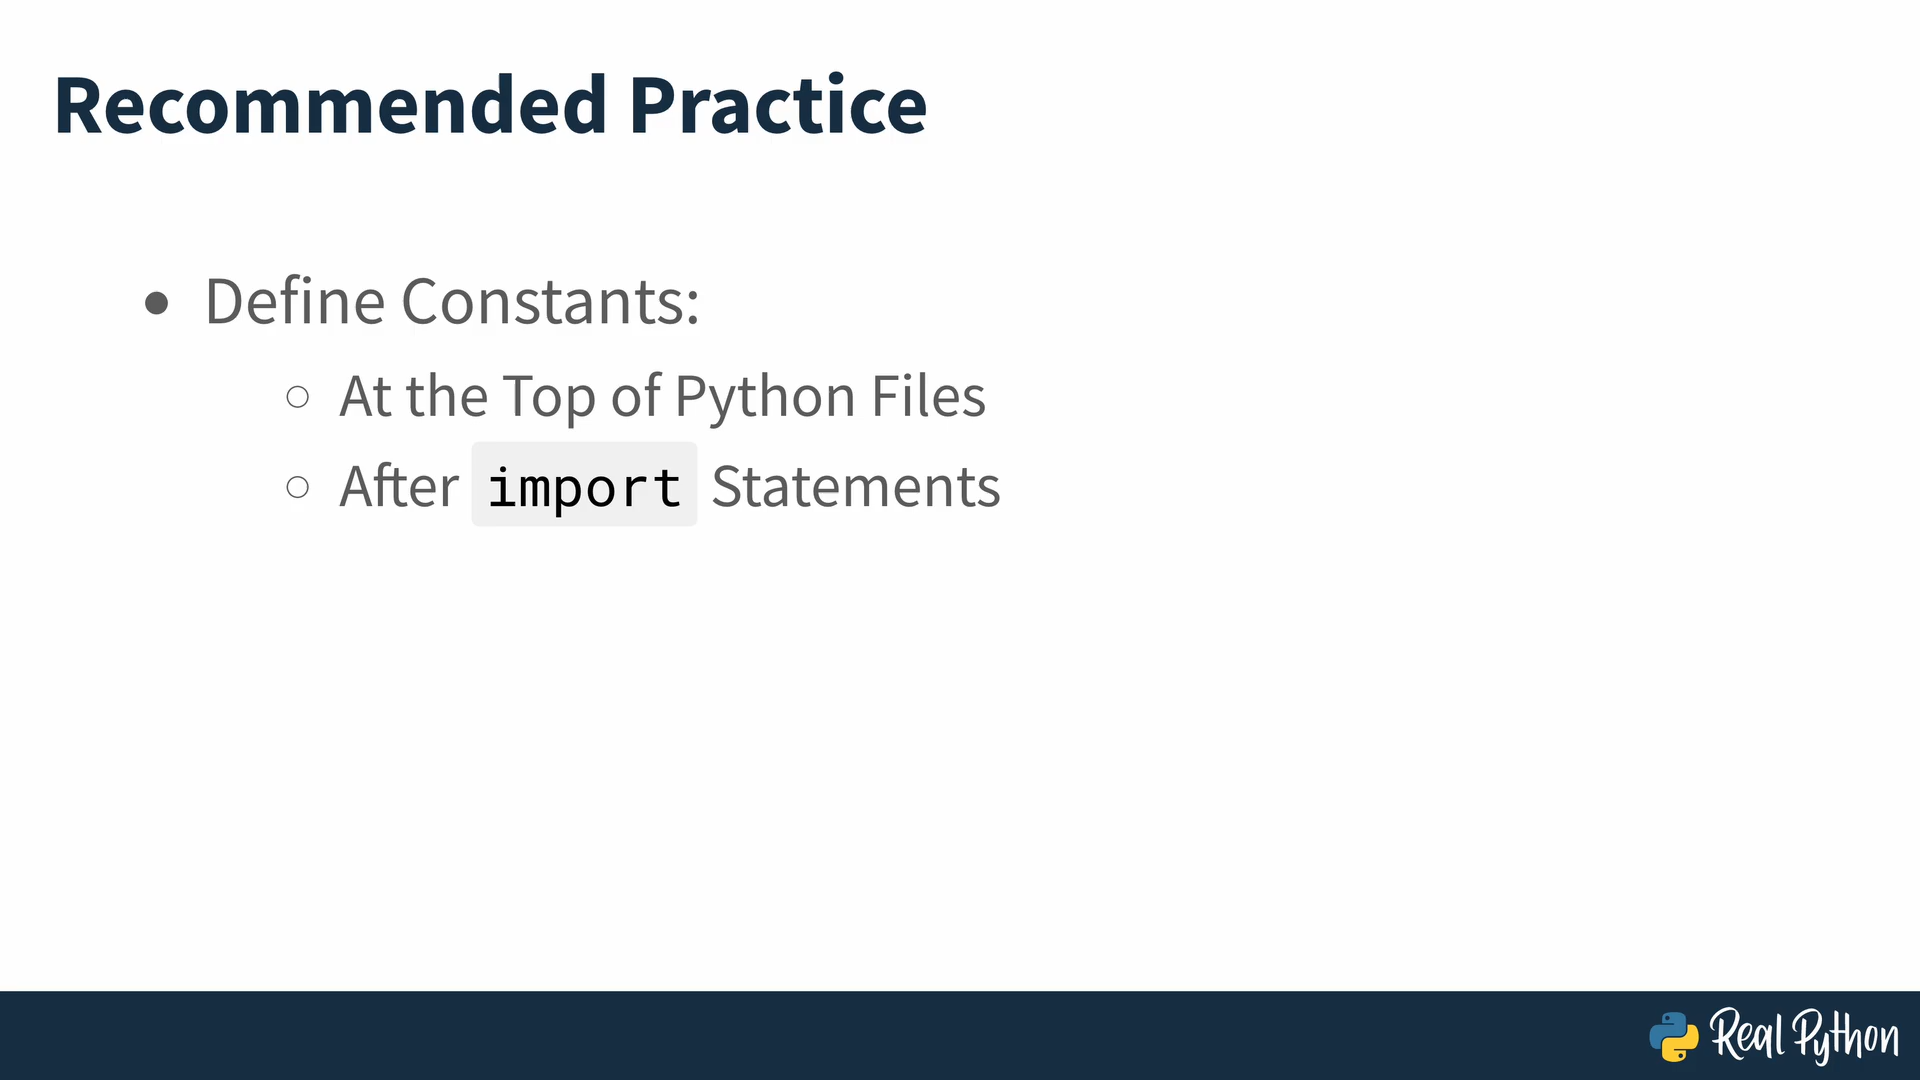 Recommended Practice
• Define Constants:
○ At the Top of Python Files
○ After import Statements
Real Python